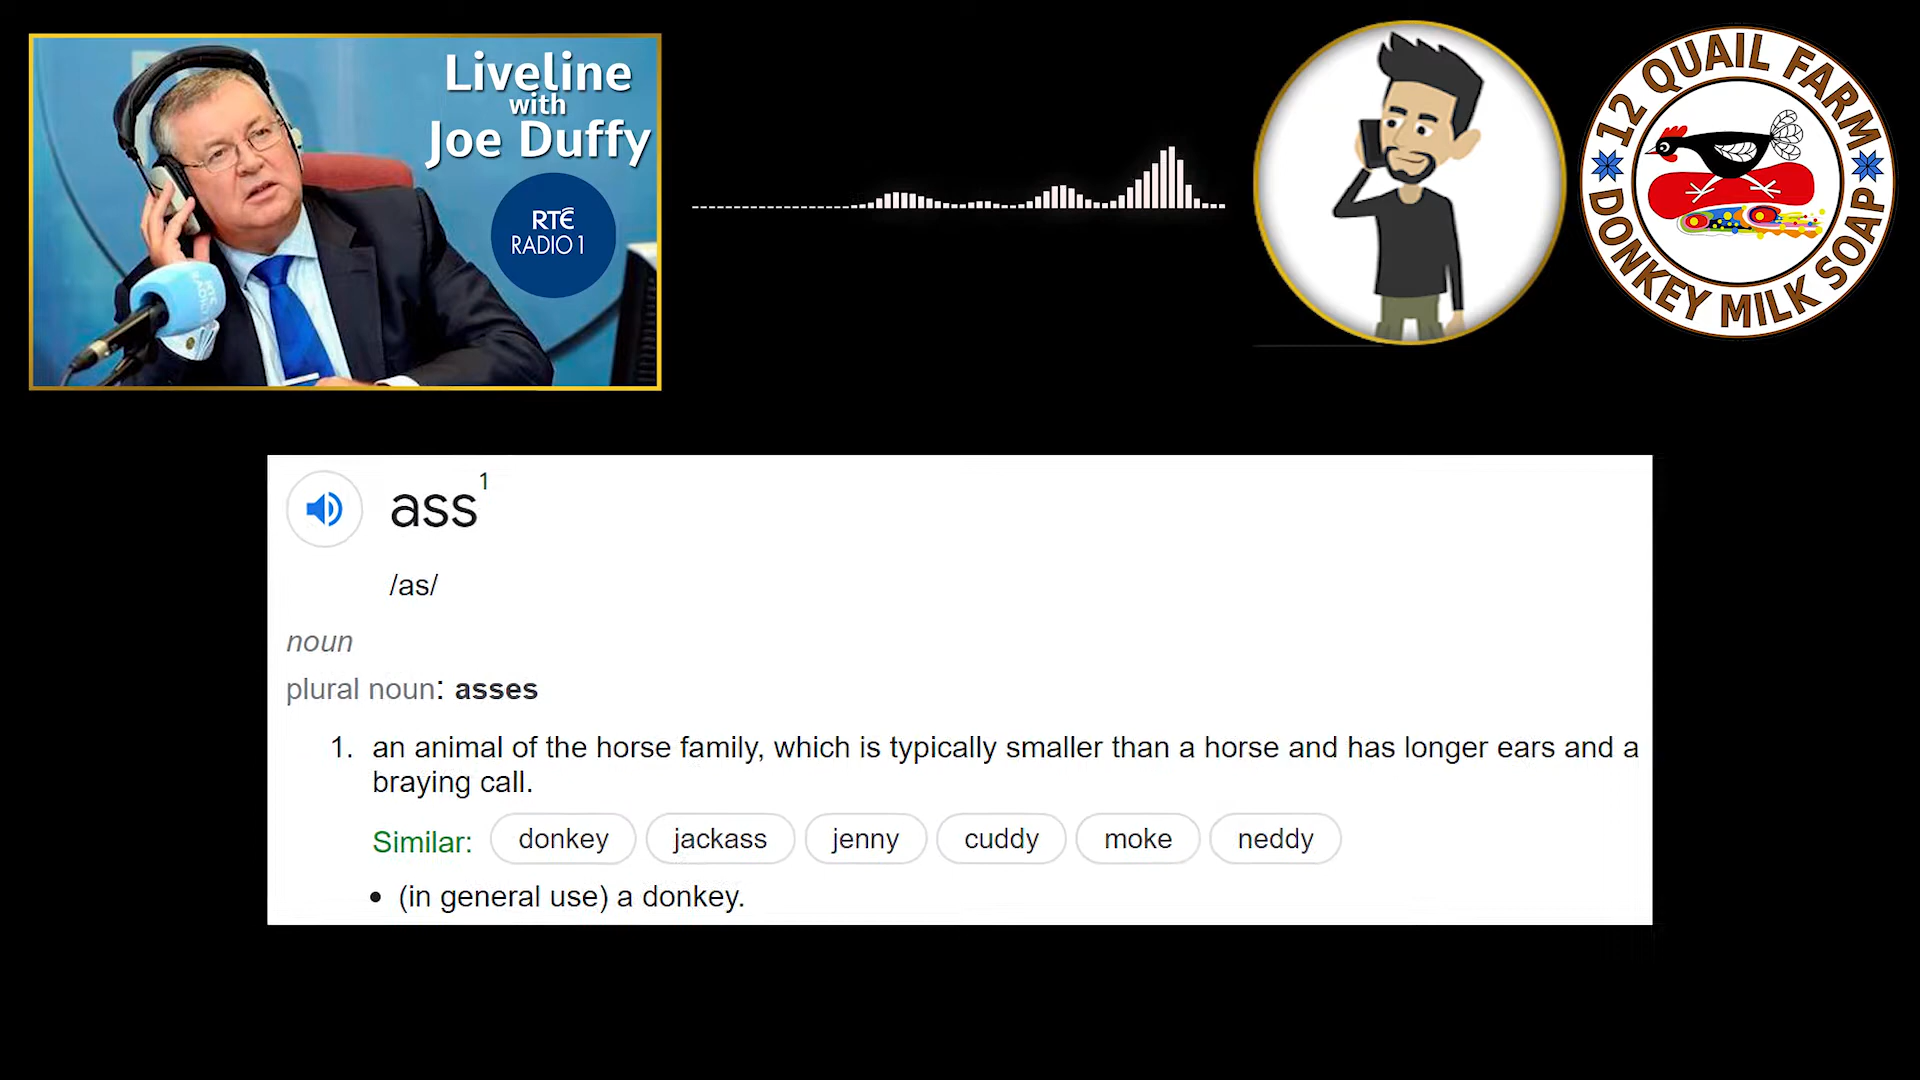 Liveline
with
Joe Duffy
RTÉ
RADIO 1
12 QUAIL FARM
DONKEY MILK SOAP
ass1
/as/
noun
plural noun: asses
1. an animal of the horse family, which is typically smaller than a horse and has longer ears and a
braying call.
Similar: donkey jackass jenny cuddy moke neddy
• (in general use) a donkey.